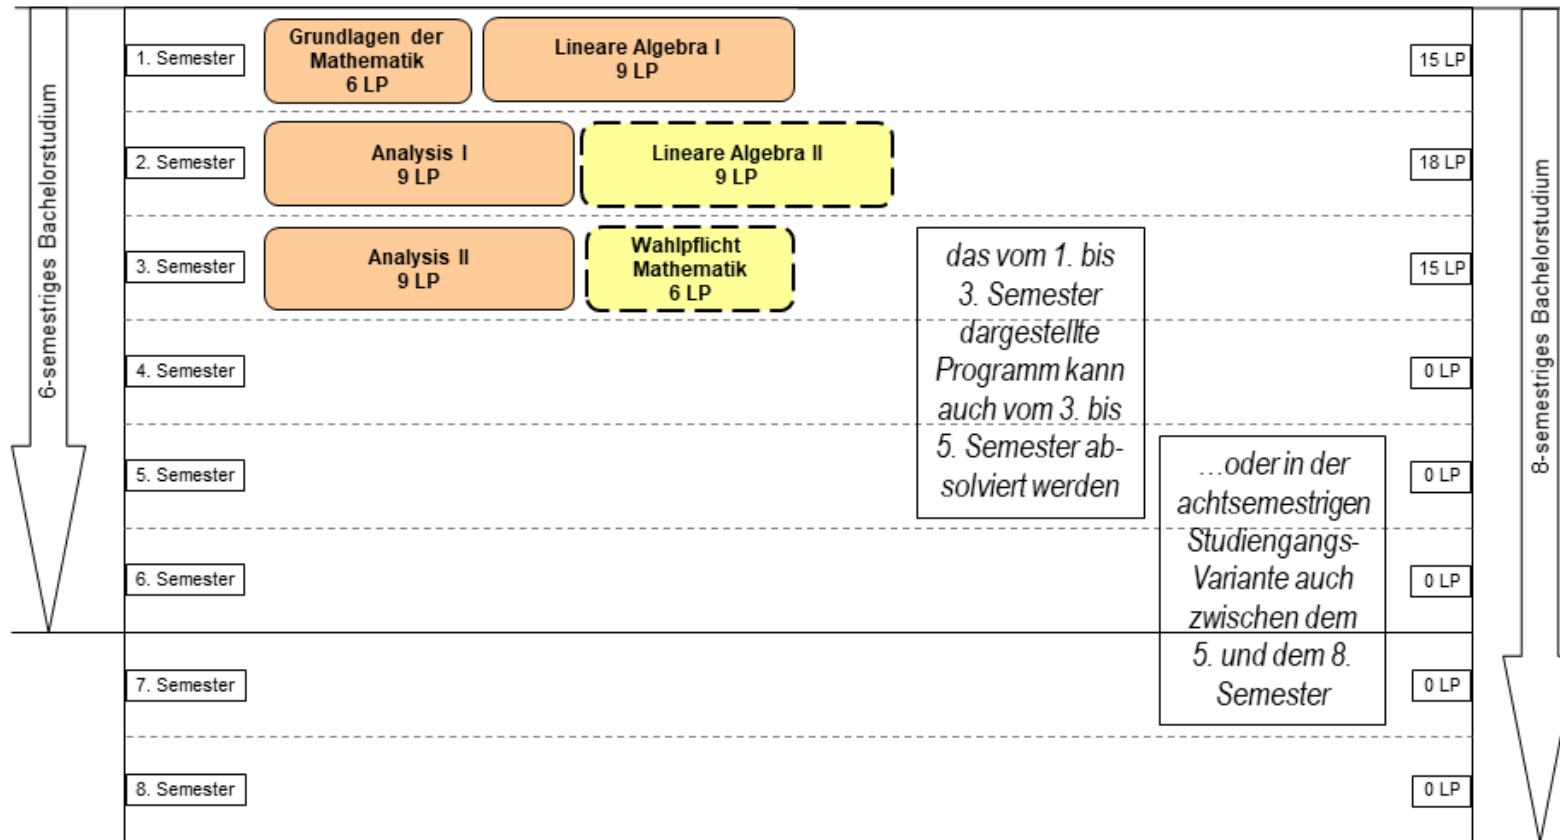 6-semestriges Bachelorstudium
1. Semester
Grundlagen der
Mathematik
6 LP
Lineare Algebra I
9 LP
15 LP
2. Semester
Analysis I
9 LP
Lineare Algebra II
9 LP
18 LP
3. Semester
Analysis II
9 LP
Wahlpflicht
Mathematik
6 LP
15 LP
das vom 1. bis
3. Semester
dargestellte
Programm kann
auch vom 3. bis
5. Semester ab-
solviert werden
4. Semester
0 LP
5. Semester
0 LP
...oder in der
achtsemestrigen
Studiengangs-
Variante auch
zwischen dem
5. und dem 8.
Semester
6. Semester
0 LP
7. Semester
0 LP
8. Semester
0 LP
8-semestriges Bachelorstudium